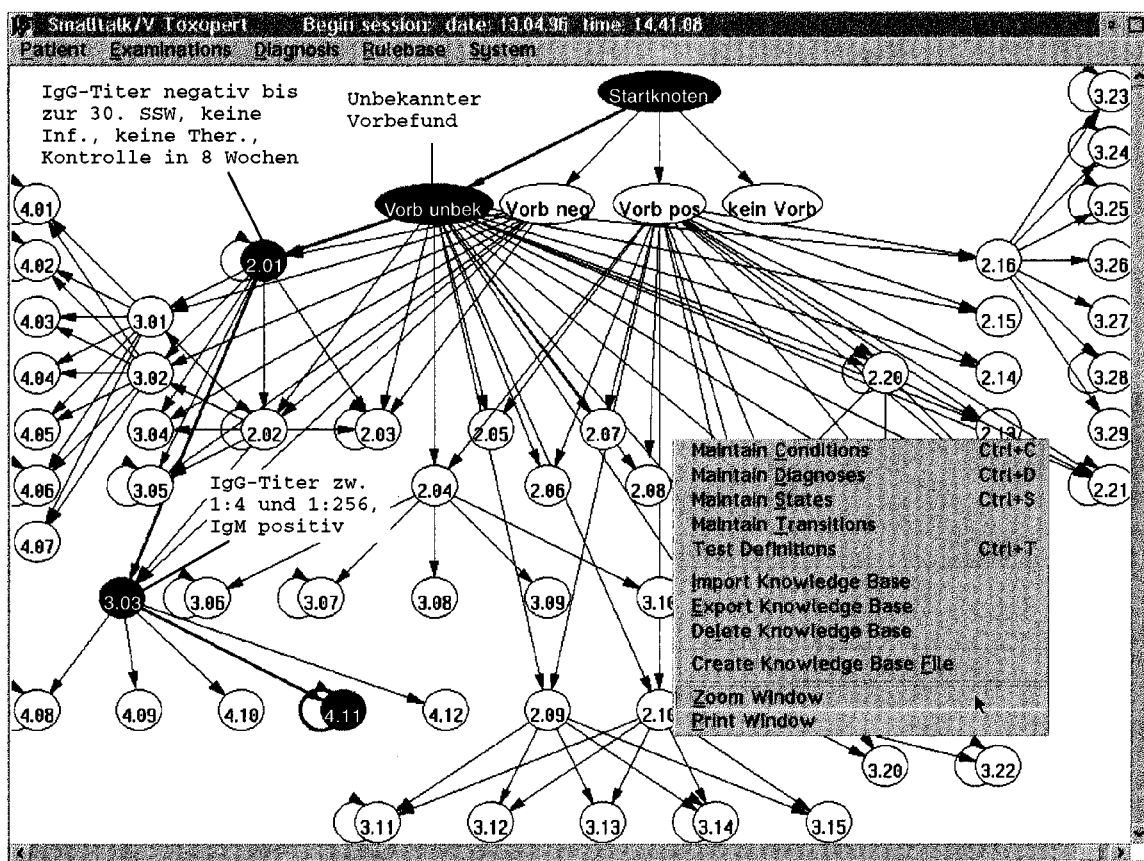 Smalltalk/V Toxopert Begin session: date: 13.04.96 time: 14.41.08
Patient Examinations Diagnosis Rulebase System
IgG-Titer negativ bis
zur 30. SSW, keine
Inf., keine Ther.,
Kontrolle in 8 Wochen
Unbekannter
Vorbefund
Startknoten
Vorb unbek
Vorb neg
Vorb pos
kein Vorb
3.23
3.24
3.25
4.01
4.02
2.01
2.16
3.26
4.03
3.01
2.15
3.27
4.04
3.02
2.20
2.14
3.28
4.05
3.04
2.02
2.03
2.05
2.07
2.13
3.29
4.06
3.05
2.04
2.06
2.08
2.21
IgG-Titer zw.
1:4 und 1:256,
IgM positiv
4.07
3.03
3.06
3.07
3.08
3.09
3.10
4.08
4.09
4.10
4.11
4.12
2.09
2.10
Maintain Conditions Ctrl+C
Maintain Diagnoses Ctrl+D
Maintain States Ctrl+S
Maintain Transitions
Test Definitions Ctrl+T
Import Knowledge Base
Export Knowledge Base
Delete Knowledge Base
Create Knowledge Base File
Zoom Window
Print Window
3.20
3.22
3.11
3.12
3.13
3.14
3.15